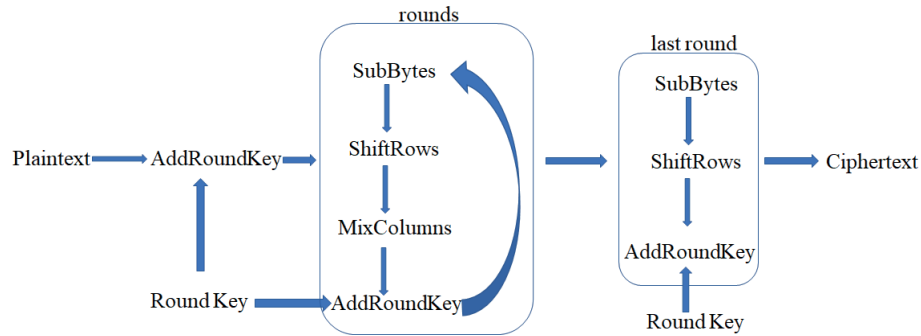 rounds
SubBytes
ShiftRows
MixColumns
AddRoundKey
Plaintext
AddRoundKey
Round Key
last round
SubBytes
ShiftRows
AddRoundKey
Round Key
Ciphertext